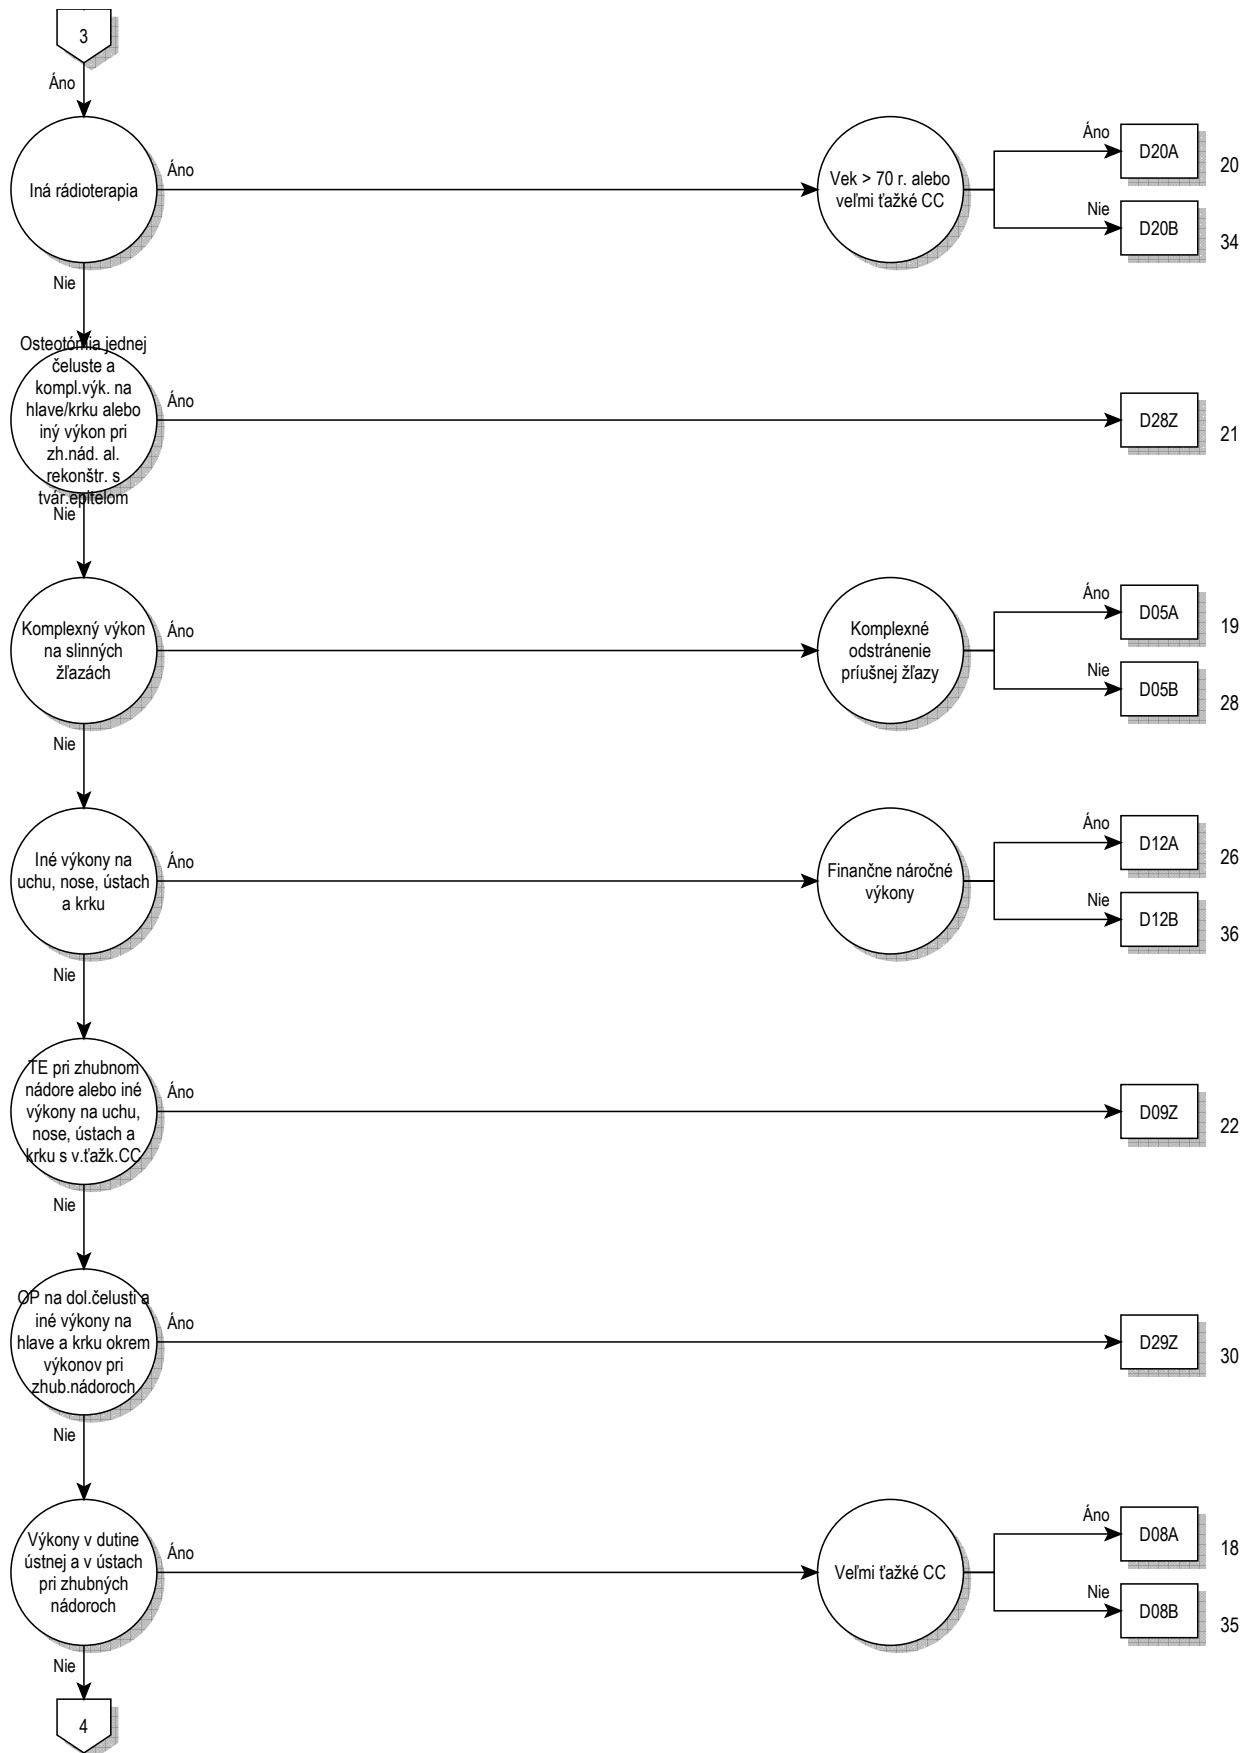 3
Áno
Iná rádioterapia
Áno
Vek > 70 r. alebo
veľmi ťažké CC
Áno
D20A
20
Nie
D20B
34
Nie
Osteotómia jednej
čeluste a
kompl.výk. na
hlave/krku alebo
iný výkon pri
zh.nád. al.
rekonštr. s
tvár.epitelom
Áno
D28Z
21
Nie
Komplexný výkon
na slinných
žľazách
Áno
Komplexné
odstránenie
príušnej žľazy
Áno
D05A
19
Nie
D05B
28
Nie
Iné výkony na
uchu, nose, ústach
a krku
Áno
Finančne náročné
výkony
Áno
D12A
26
Nie
D12B
36
Nie
TE pri zhubnom
nádore alebo iné
výkony na uchu,
nose, ústach a
krku s v.ťažk.CC
Áno
D09Z
22
Nie
OP na dol.čelusti a
iné výkony na
hlave a krku okrem
výkonov pri
zhub.nádoroch
Áno
D29Z
30
Nie
Výkony v dutine
ústnej a v ústach
pri zhubných
nádoroch
Áno
Veľmi ťažké CC
Áno
D08A
18
Nie
D08B
35
Nie
4